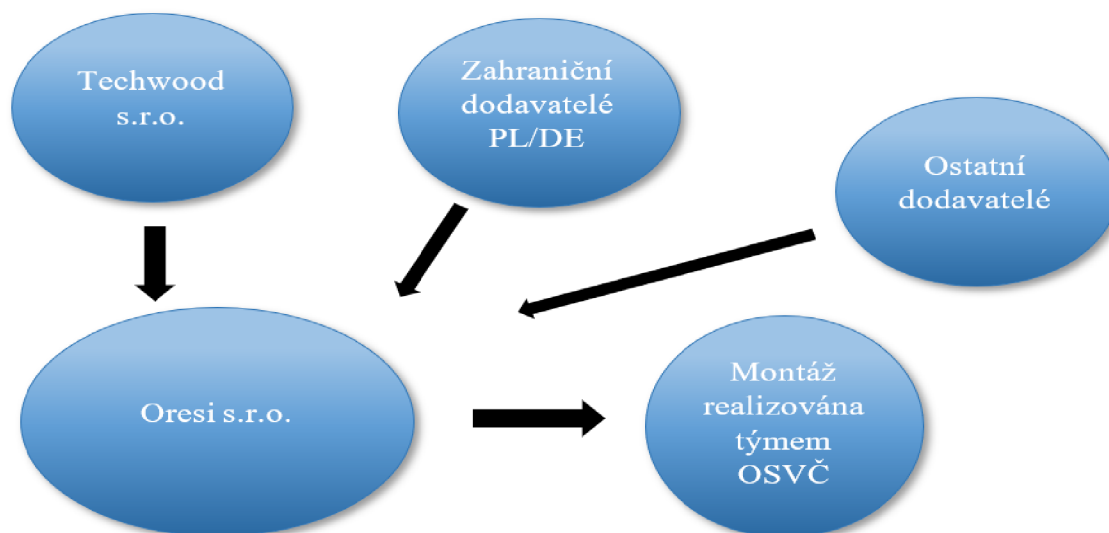 Techwood
s.r.o.
Zahraniční
dodavatelé
PL/DE
Ostatní
dodavatelé
Oresi s.r.o.
Montáž
realizována
týmem
OSVČ